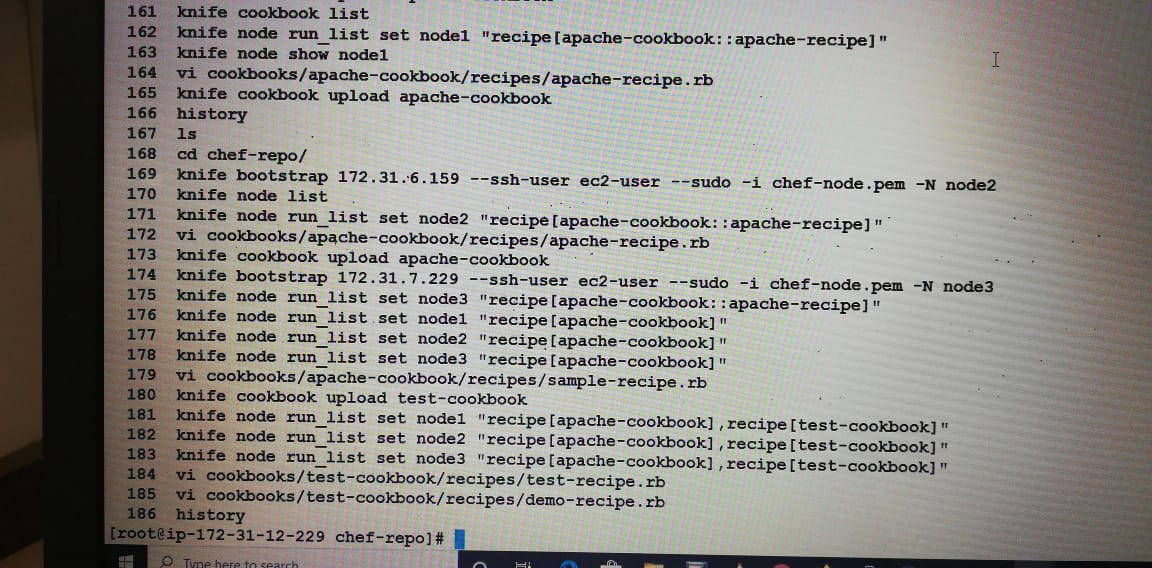 161 knife cookbook list
162 knife node run_list set node1 "recipe[apache-cookbook::apache-recipe]"
163 knife node show node1
164 vi cookbooks/apache-cookbook/recipes/apache-recipe.rb
165 knife cookbook upload apache-cookbook
166 history
167 ls
168 cd chef-repo/
169 knife bootstrap 172.31.6.159 --ssh-user ec2-user --sudo -i chef-node.pem -N node2
170 knife node list
171 knife node run_list set node2 "recipe[apache-cookbook::apache-recipe]"
172 vi cookbooks/apache-cookbook/recipes/apache-recipe.rb
173 knife cookbook upload apache-cookbook
174 knife bootstrap 172.31.7.229 --ssh-user ec2-user --sudo -i chef-node.pem -N node3
175 knife node run_list set node3 "recipe[apache-cookbook::apache-recipe]"
176 knife node run_list set node1 "recipe[apache-cookbook]"
177 knife node run_list set node2 "recipe[apache-cookbook]"
178 knife node run_list set node3 "recipe[apache-cookbook]"
179 vi cookbooks/apache-cookbook/recipes/sample-recipe.rb
180 knife cookbook upload test-cookbook
181 knife node run_list set node1 "recipe[apache-cookbook],recipe[test-cookbook]"
182 knife node run_list set node2 "recipe[apache-cookbook],recipe[test-cookbook]"
183 knife node run_list set node3 "recipe[apache-cookbook],recipe[test-cookbook]"
184 vi cookbooks/test-cookbook/recipes/test-recipe.rb
185 vi cookbooks/test-cookbook/recipes/demo-recipe.rb
186 history
[root@ip-172-31-12-229 chef-repo]#
Type here to search